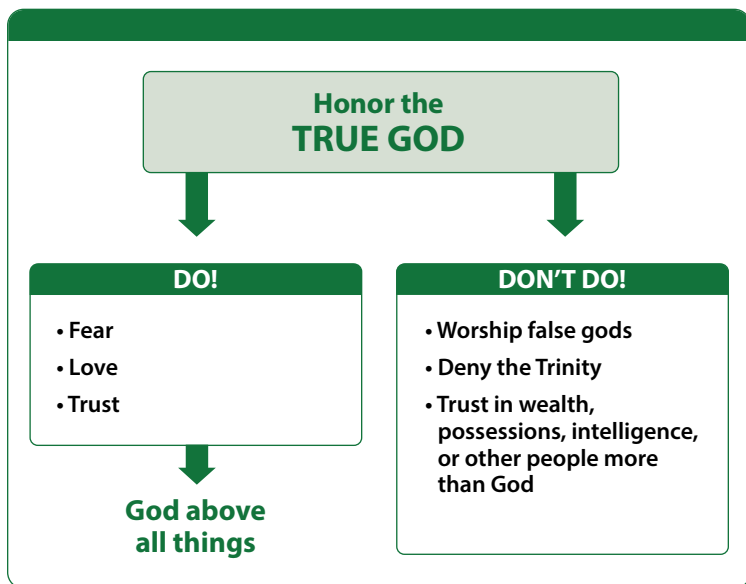 Honor the
TRUE GOD
DO!
• Fear
• Love
• Trust
God above
all things
DON'T DO!
• Worship false gods
• Deny the Trinity
• Trust in wealth,
possessions, intelligence,
or other people more
than God